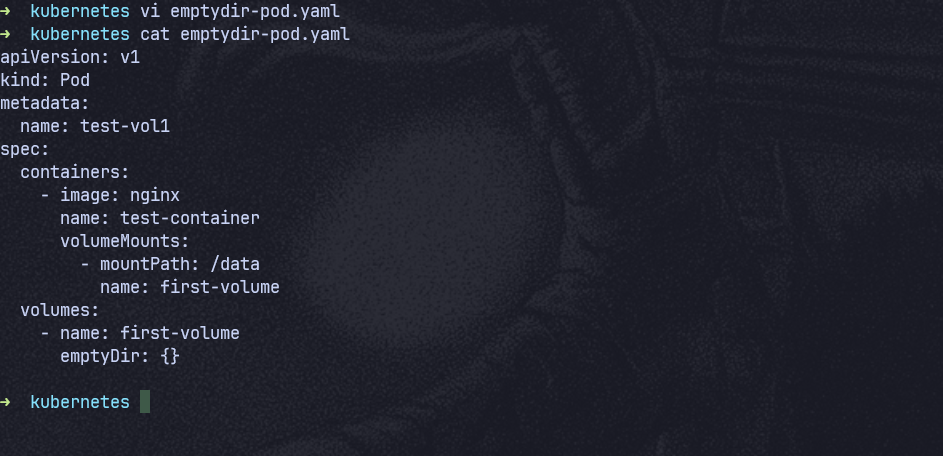 ➜  kubernetes vi emptydir-pod.yaml
➜  kubernetes cat emptydir-pod.yaml
apiVersion: v1
kind: Pod
metadata:
  name: test-vol1
spec:
  containers:
    - image: nginx
      name: test-container
      volumeMounts:
        - mountPath: /data
          name: first-volume
  volumes:
    - name: first-volume
      emptyDir: {}

➜  kubernetes